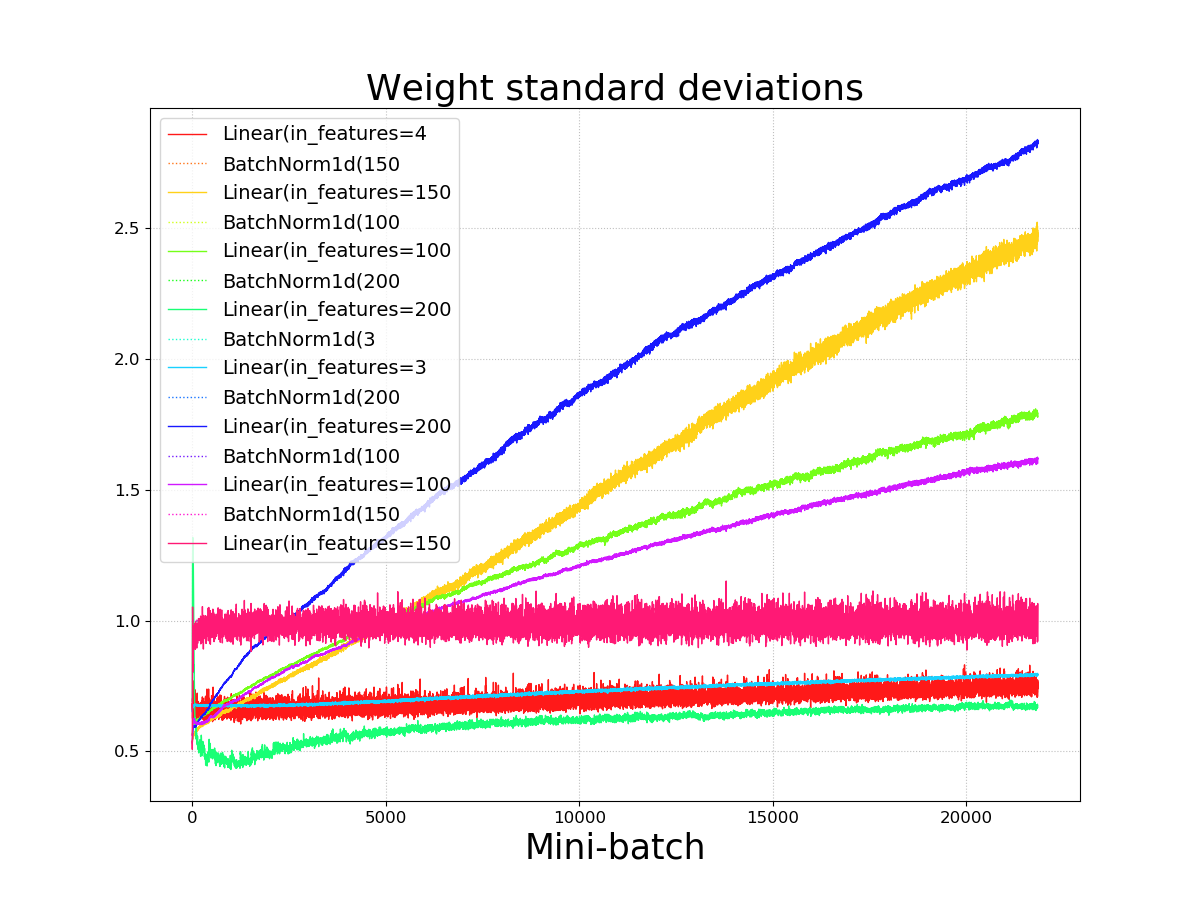 Weight standard deviations
Linear(in_features=4
BatchNorm1d(150
Linear(in_features=150
BatchNorm1d(100
Linear(in_features=100
BatchNorm1d(200
Linear(in_features=200
BatchNorm1d(3
Linear(in_features=3
BatchNorm1d(200
Linear(in_features=200
BatchNorm1d(100
Linear(in_features=100
BatchNorm1d(150
Linear(in_features=150
2.5
2.0
1.5
1.0
0.5
0 5000 10000 15000 20000
Mini-batch